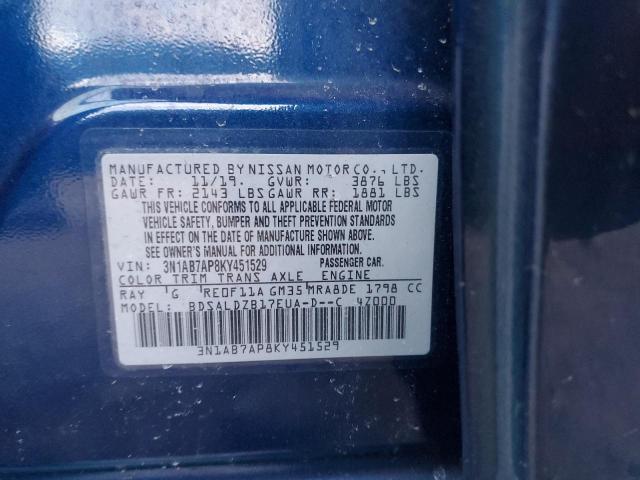 MANUFACTURED BY NISSAN MOTOR CO., LTD.
DATE: 11/19. GVWR: 3876 LBS
GAWR FR: 2143 LBS GAWR RR: 1881 LBS
THIS VEHICLE CONFORMS TO ALL APPLICABLE FEDERAL MOTOR
VEHICLE SAFETY, BUMPER AND THEFT PREVENTION STANDARDS
IN EFFECT ON THE DATE OF MANUFACTURE SHOWN ABOVE.
SEE OWNER'S MANUAL FOR ADDITIONAL INFORMATION.
VIN: 3N1AB7AP8KY451529 PASSENGER CAR.
COLOR TRIM TRANS AXLE ENGINE
RAY G RE0F11A GM35 MRA8DE 1798 CC
MODEL: BDSALDZB17EUA-D--C 47000
3N1AB7AP8KY451529